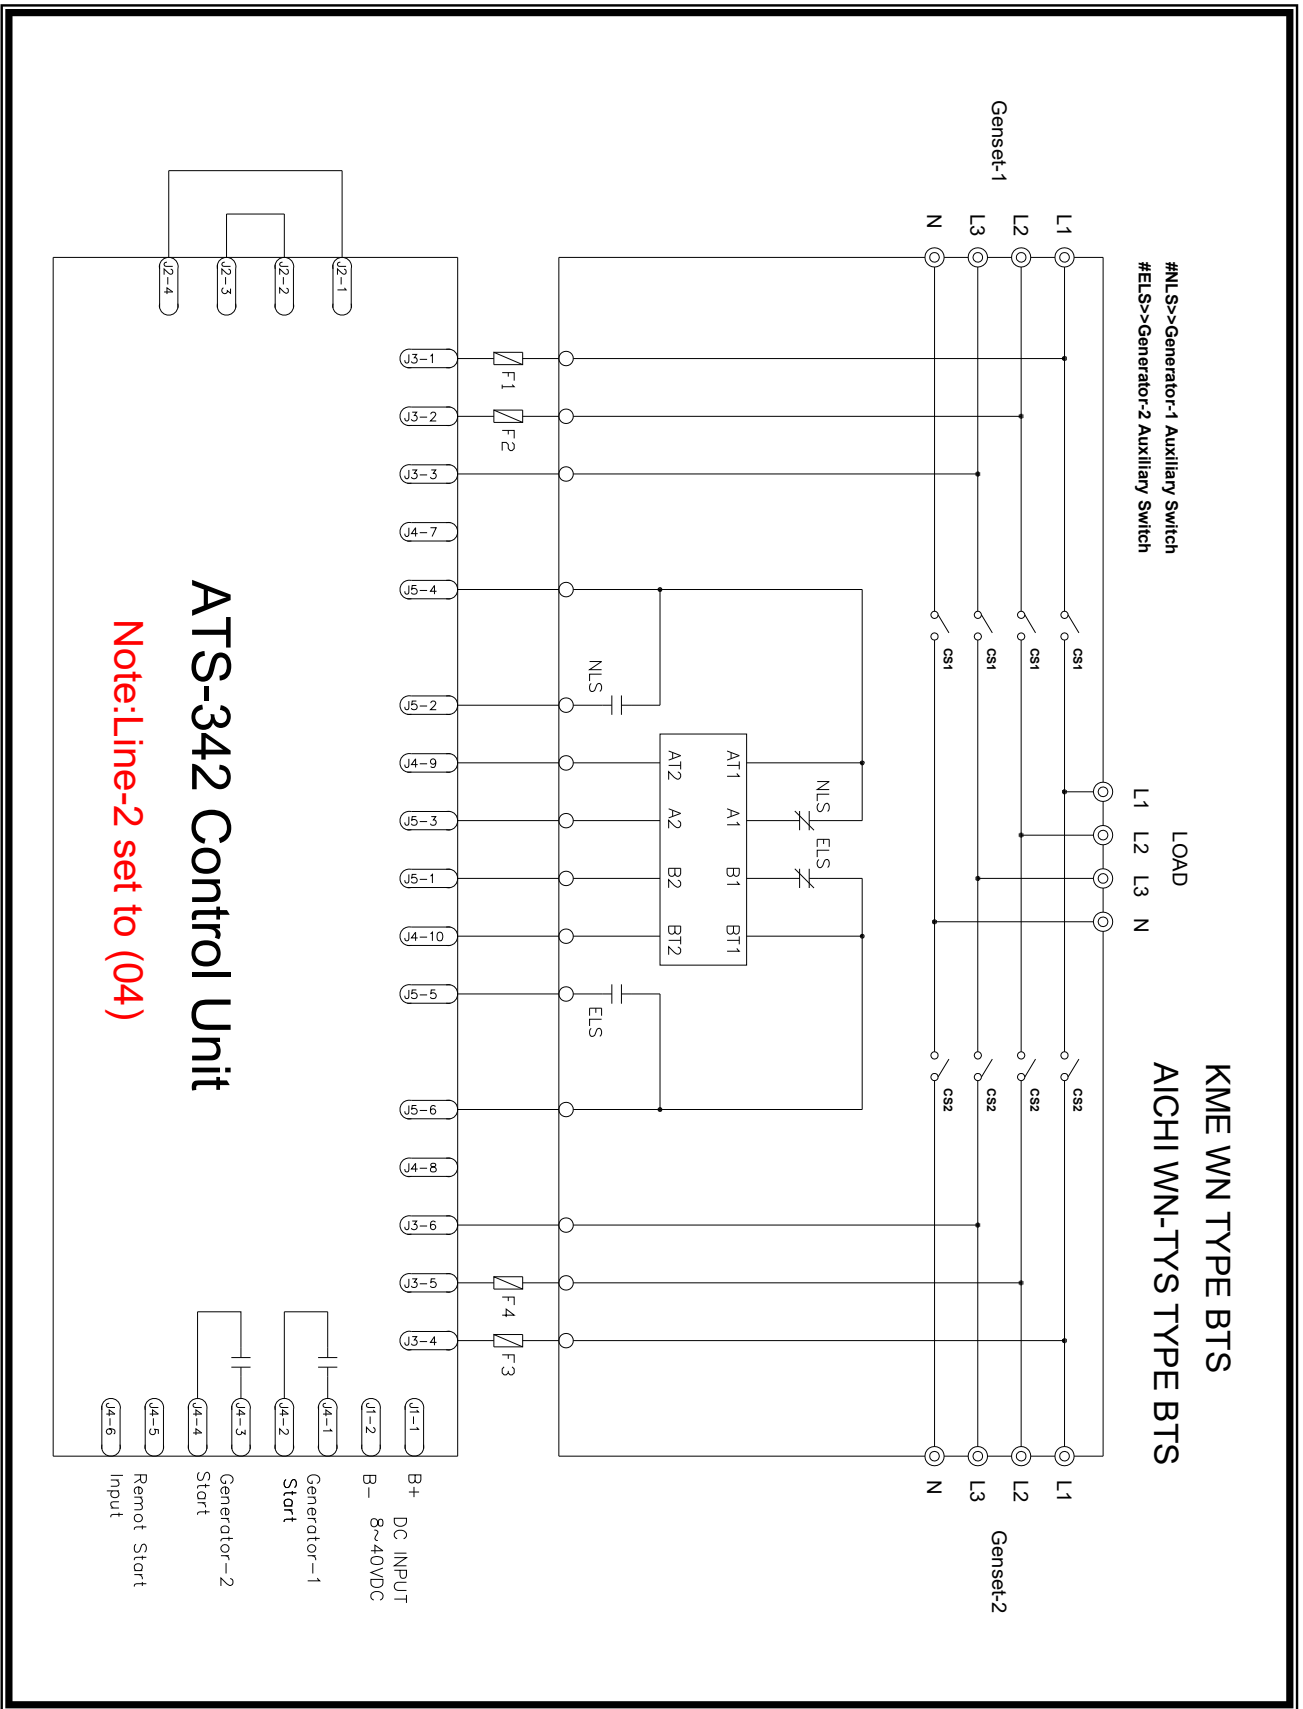 KME WN TYPE BTS
AICHI WN-TYS TYPE BTS
#NLS>>Generator-1 Auxiliary Switch
#ELS>>Generator-2 Auxiliary Switch
LOAD
L1 L2 L3 N
Genset-1
L1
L2
L3
N
CS1
CS1
CS1
CS1
CS2
CS2
CS2
CS2
L1
L2
L3
N
Genset-2
NLS ELS
AT1 A1 B1 BT1
AT2 A2 B2 BT2
NLS
ELS
F1 F2 F4 F3
J3-1 J3-2 J3-3 J4-7 J5-4 J5-2 J4-9 J5-3 J5-1 J4-10 J5-5 J5-6 J4-8 J3-6 J3-5 J3-4
J2-1
J2-2
J2-3
J2-4
ATS-342 Control Unit
Note:Line-2 set to (04)
J1-1 B+ DC INPUT
J1-2 B- 8~40VDC
J4-1 Generator-1
J4-2 Start
J4-3 Generator-2
J4-4 Start
J4-5 Remot Start
J4-6 Input